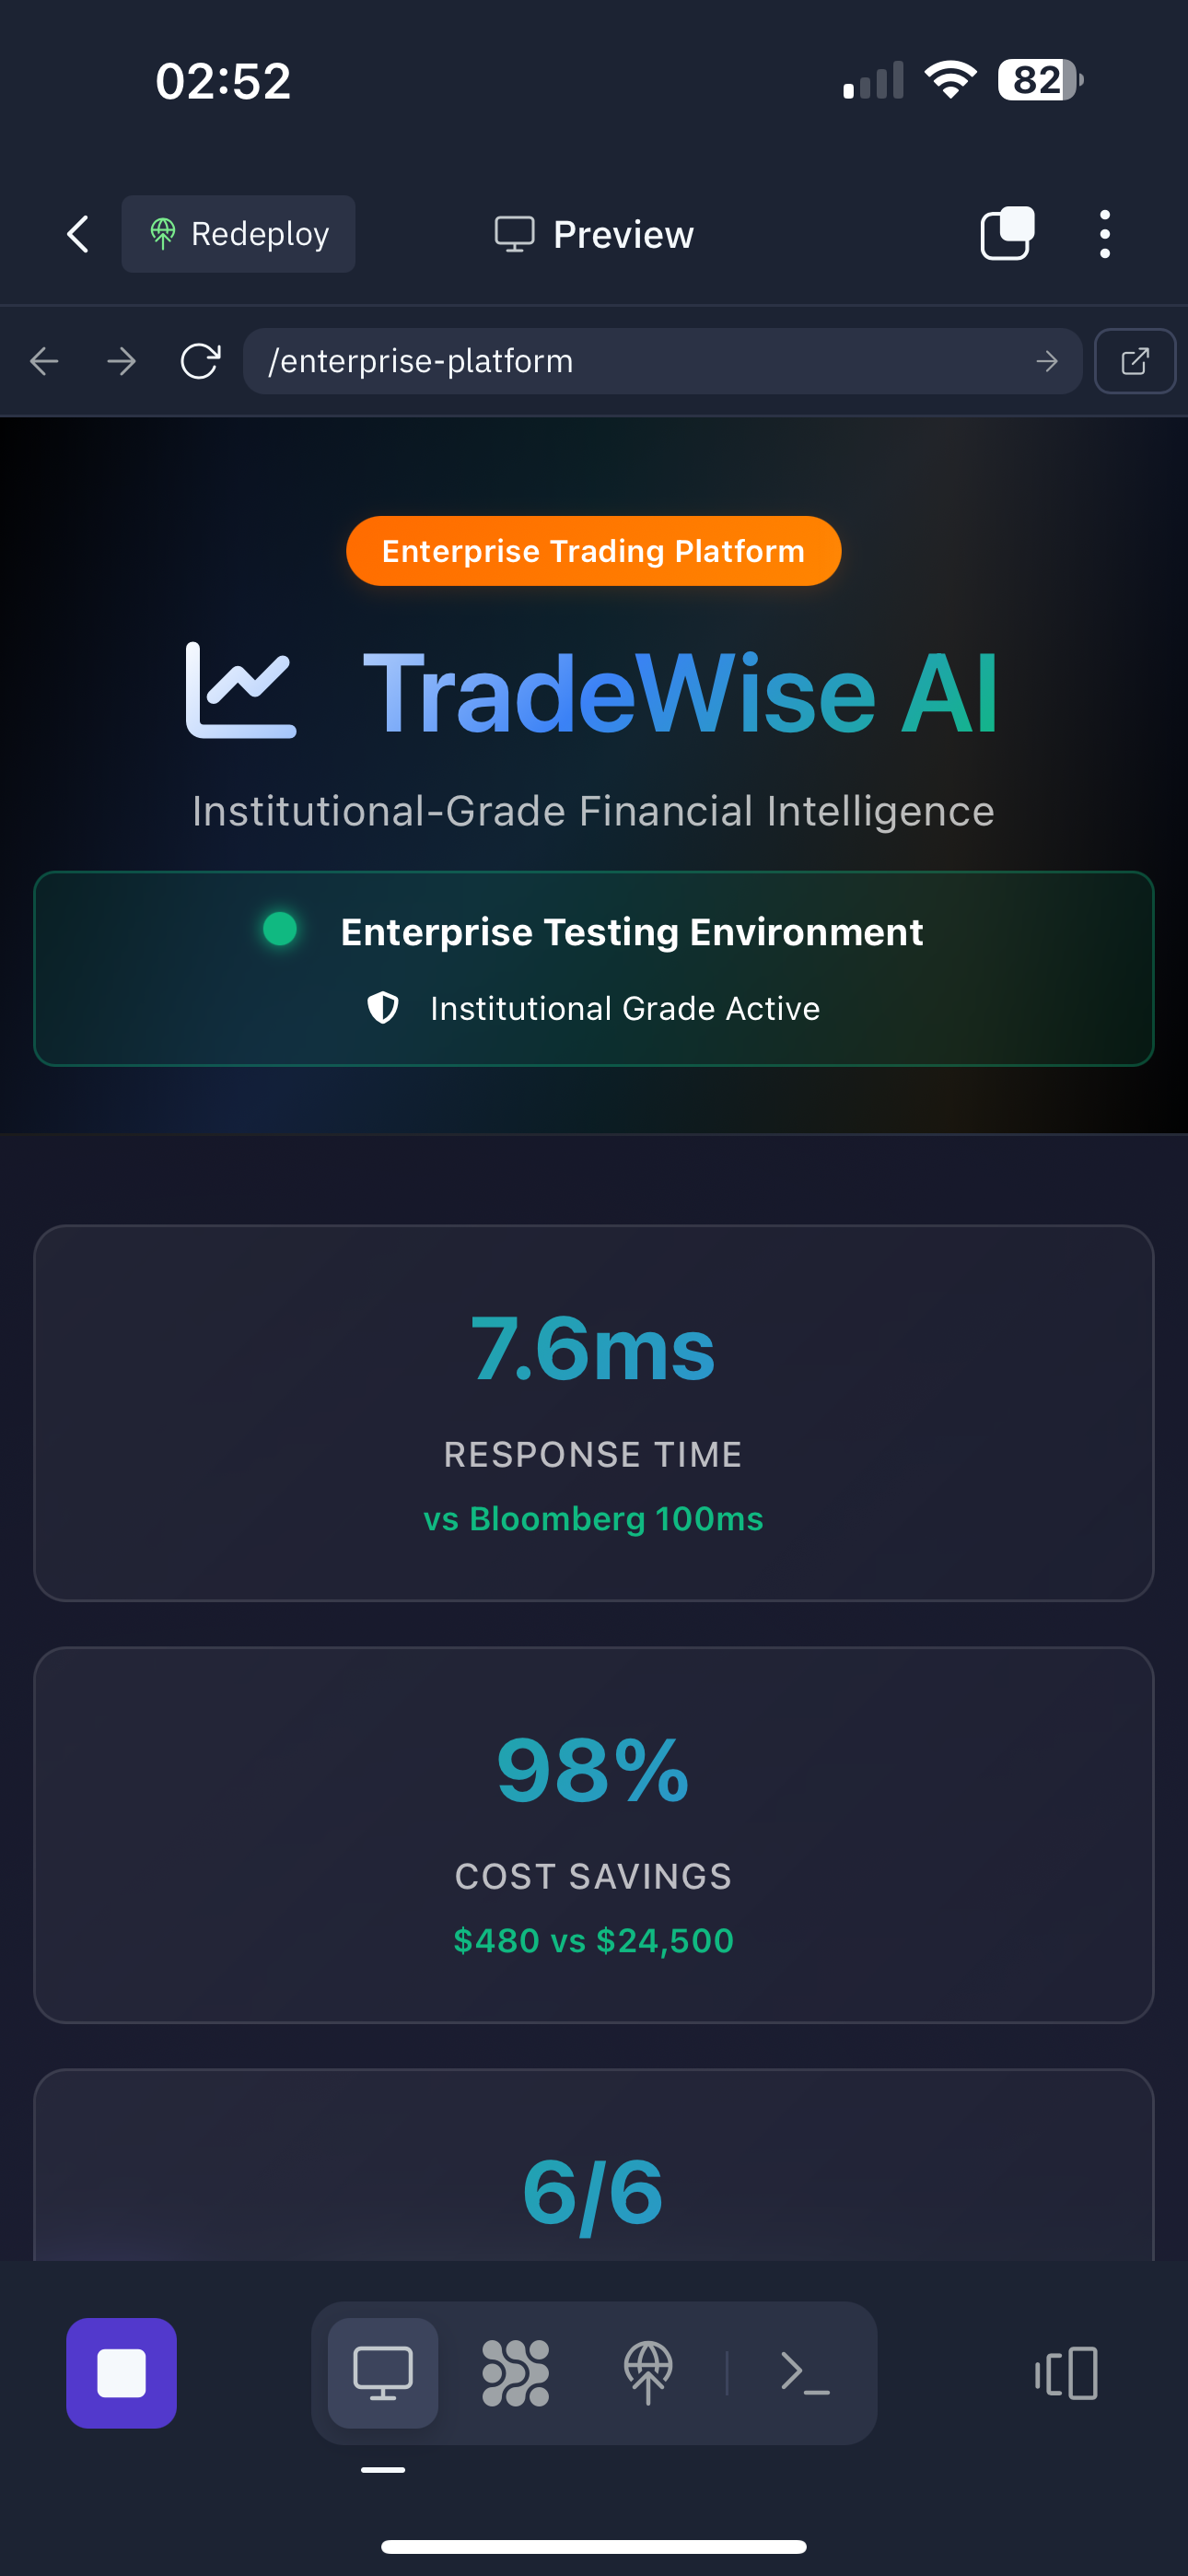 02:52
82
Redeploy
Preview
/enterprise-platform
Enterprise Trading Platform
TradeWise AI
Institutional-Grade Financial Intelligence
Enterprise Testing Environment
Institutional Grade Active
7.6ms
RESPONSE TIME
vs Bloomberg 100ms
98%
COST SAVINGS
$480 vs $24,500
6/6